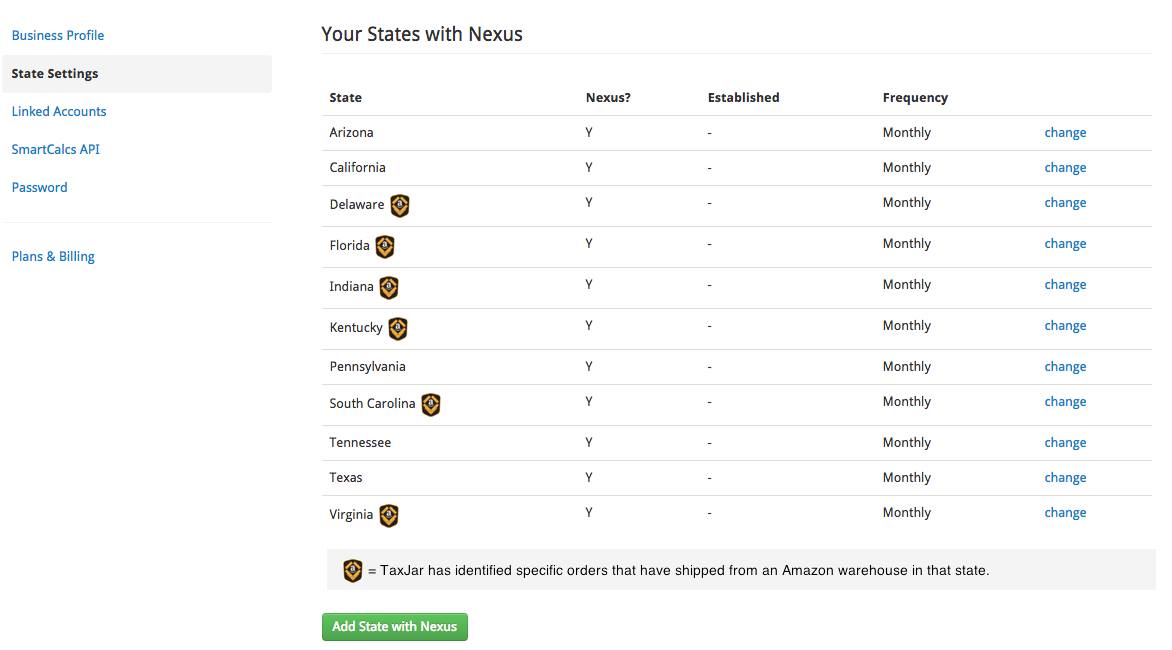 Business Profile
State Settings
Linked Accounts
SmartCalcs API
Password
Plans & Billing
Your States with Nexus
State Nexus? Established Frequency
Arizona Y - Monthly change
California Y - Monthly change
Delaware Y - Monthly change
Florida Y - Monthly change
Indiana Y - Monthly change
Kentucky Y - Monthly change
Pennsylvania Y - Monthly change
South Carolina Y - Monthly change
Tennessee Y - Monthly change
Texas Y - Monthly change
Virginia Y - Monthly change
= TaxJar has identified specific orders that have shipped from an Amazon warehouse in that state.
Add State with Nexus